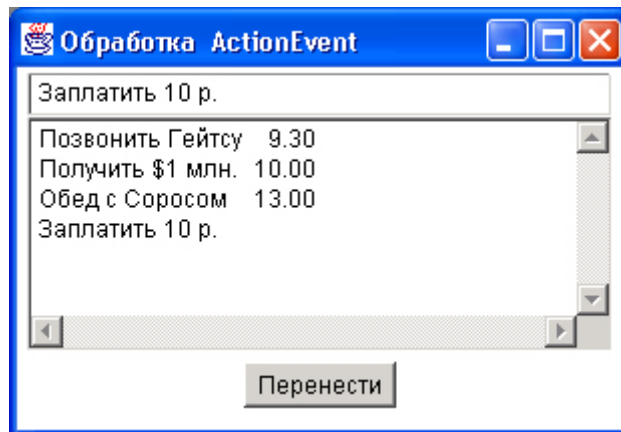 Обработка ActionEvent
Заплатить 10 р.
Позвонить Гейтсу 9.30
Получить $1 млн. 10.00
Обед с Соросом 13.00
Заплатить 10 р.
Перенести